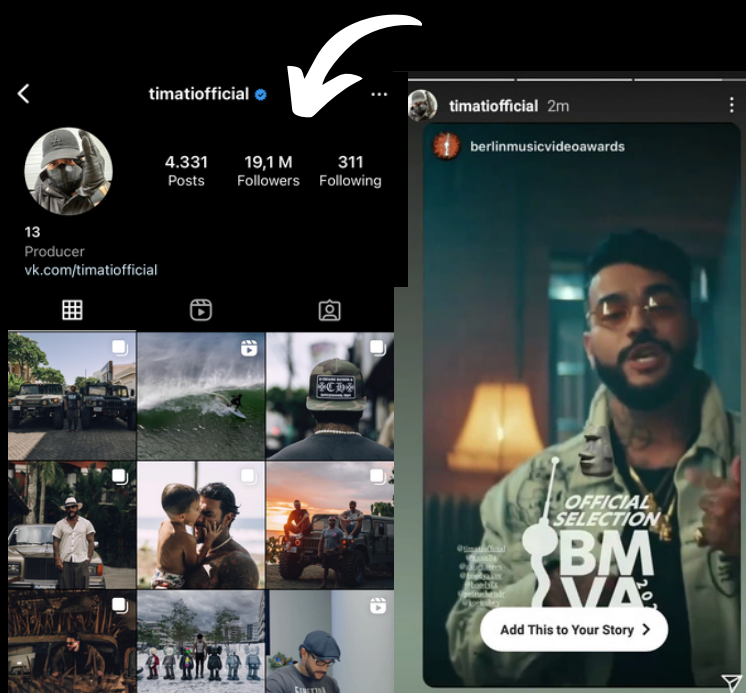 timatiofficial
4.331
Posts
19,1 M
Followers
311
Following
13
Producer
vk.com/timatiofficial
timatiofficial 2m
berlinmusicvideoawards
OFFICIAL
SELECTION
BM
VA
@timatiofficial
Add This to Your Story